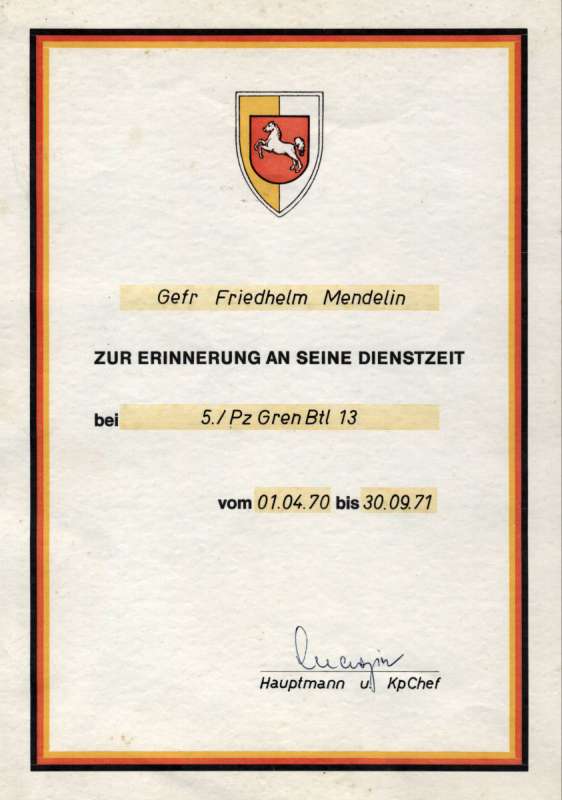 Gefr Friedhelm Mendelin
ZUR ERINNERUNG AN SEINE DIENSTZEIT
bei 5./Pz Gren Btl 13
vom 01.04.70 bis 30.09.71
Hauptmann u. KpChef